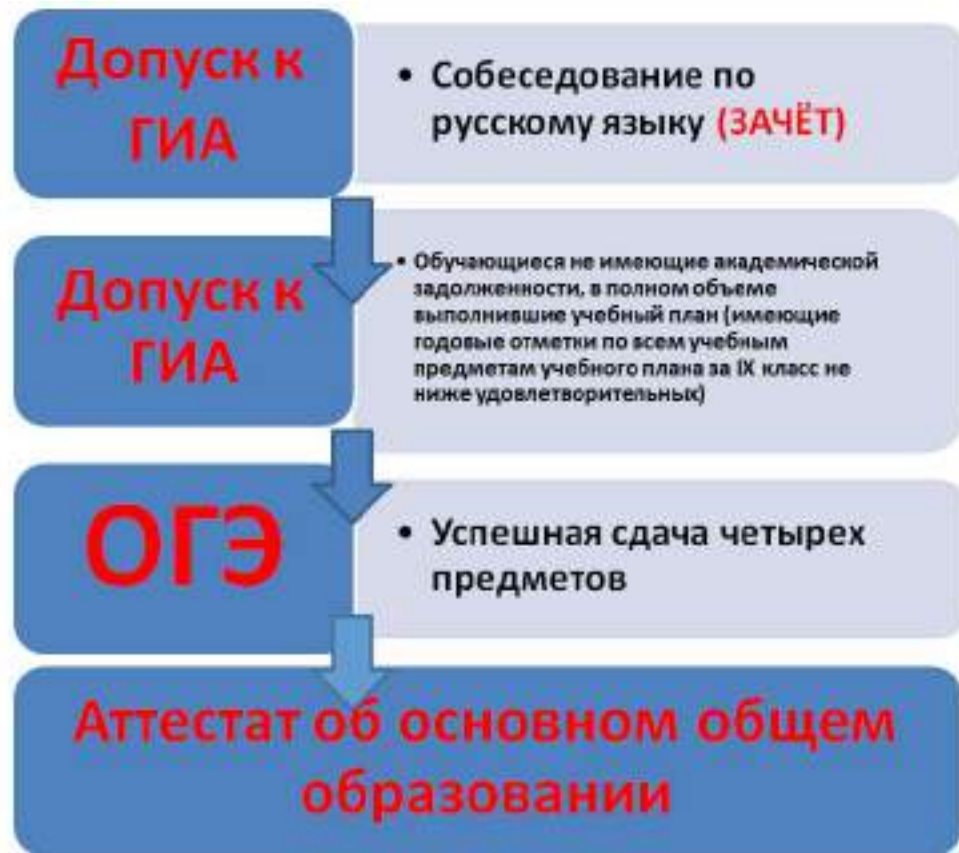 Допуск к
ГИА
• Собеседование по
русскому языку (ЗАЧЁТ)
Допуск к
ГИА
• Обучающиеся не имеющие академической
задолженности, в полном объеме
выполнившие учебный план (имеющие
годовые отметки по всем учебным
предметам учебного плана за IX класс не
ниже удовлетворительных)
ОГЭ
• Успешная сдача четырех
предметов
Аттестат об основном общем
образовании